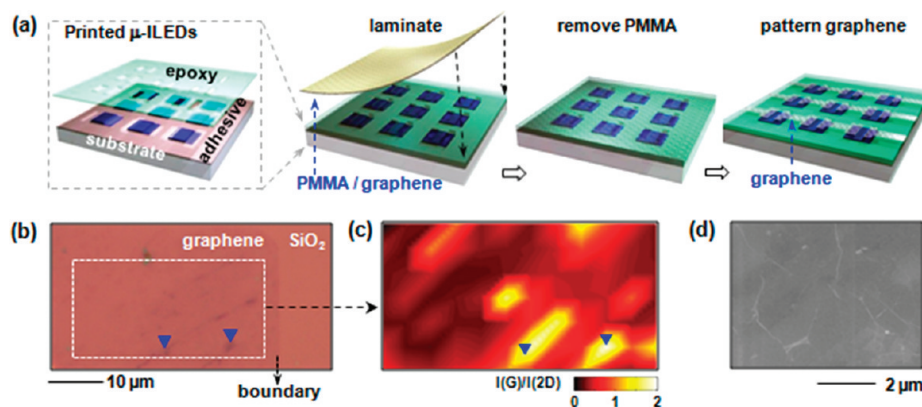 (a)
Printed μ-ILEDs
laminate
remove PMMA
pattern graphene
epoxy
adhesive
substrate
PMMA / graphene
graphene
(b)
graphene
SiO₂
(c)
(d)
10 μm
boundary
I(G)/I(2D)
0 1 2
2 μm